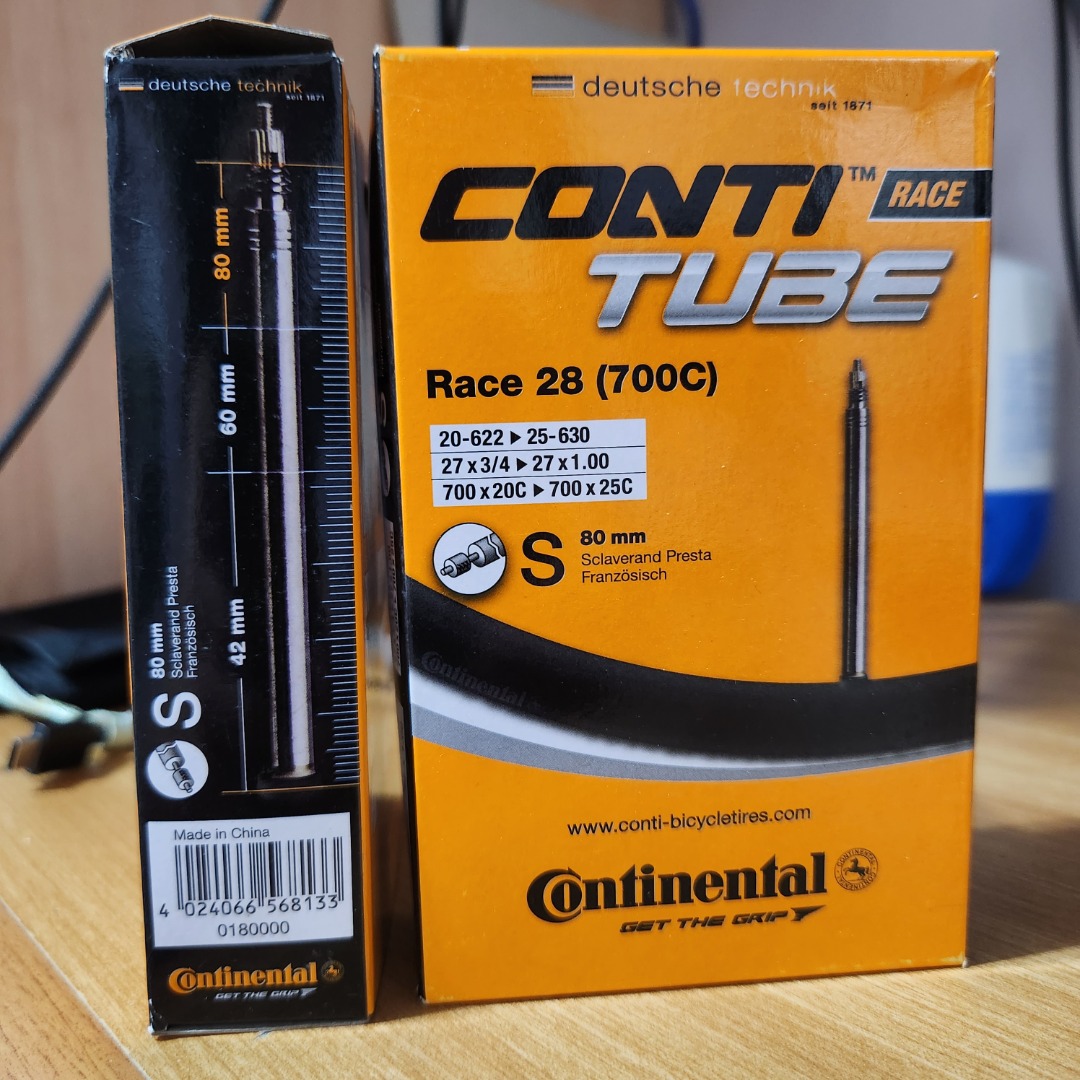 deutsche technik
seit 1871
80 mm
60 mm
42 mm
S
80 mm
Sclaverand Presta
Französisch
Made in China
4 024066 568133
0180000
Continental
GET THE GRIP
deutsche technik
seit 1871
CONTI™ RACE
TUBE
Race 28 (700C)
20-622 ▶ 25-630
27 x 3/4 ▶ 27 x 1.00
700 x 20C ▶ 700 x 25C
S
80 mm
Sclaverand Presta
Französisch
Continental
www.conti-bicycletires.com
Continental
CONTINENTAL
CONTINENTAL
GET THE GRIP